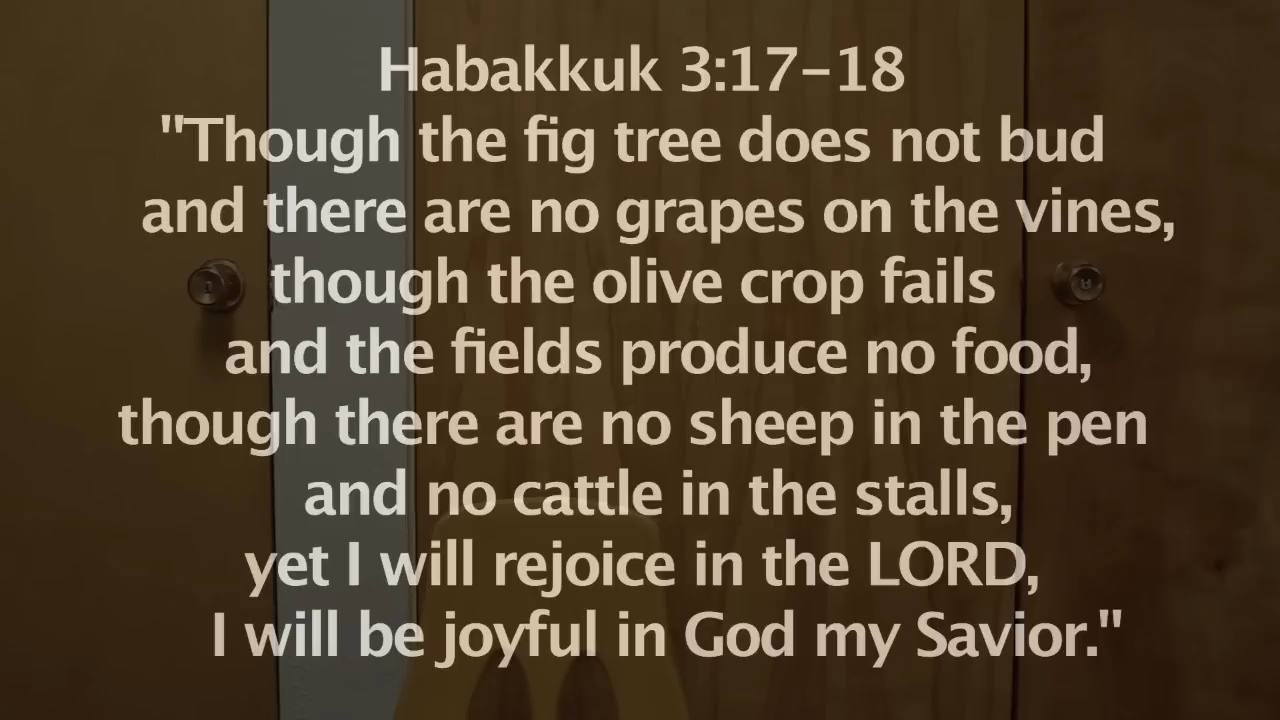 Habakkuk 3:17–18
"Though the fig tree does not bud
and there are no grapes on the vines,
though the olive crop fails
and the fields produce no food,
though there are no sheep in the pen
and no cattle in the stalls,
yet I will rejoice in the LORD,
I will be joyful in God my Savior."